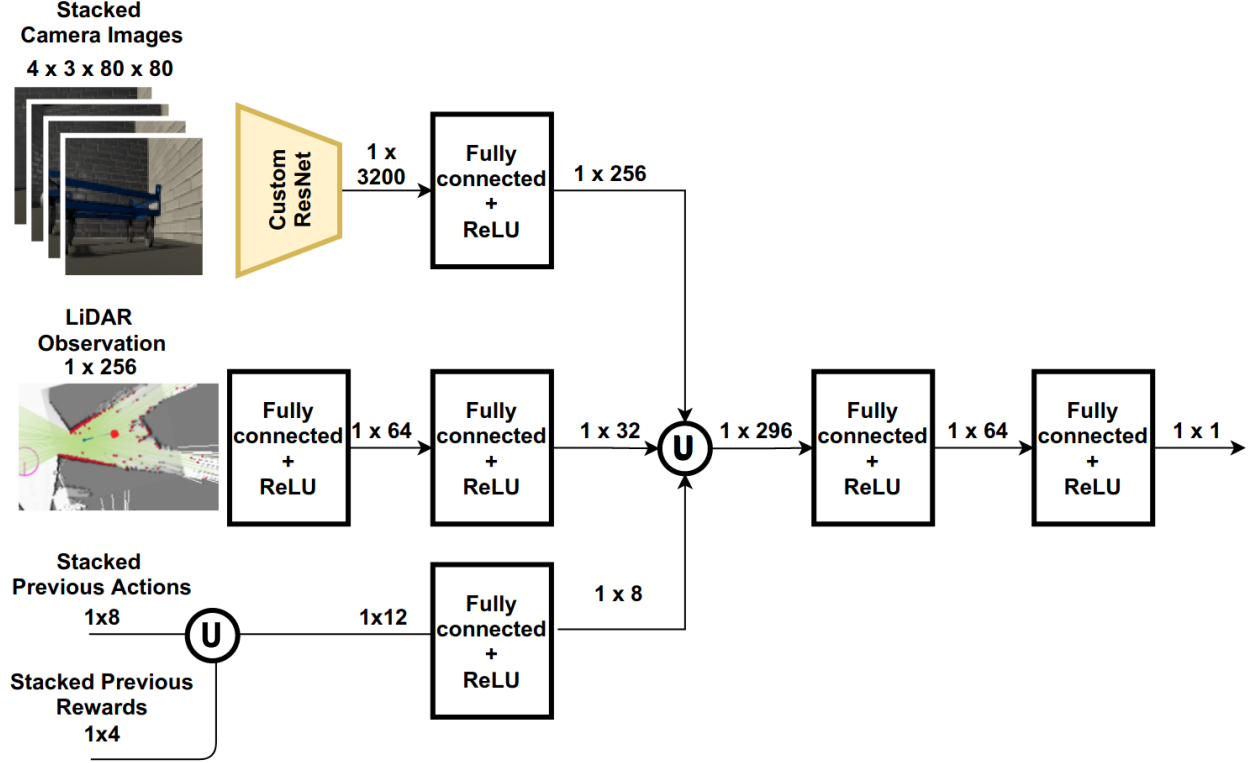 Stacked
Camera Images
4 x 3 x 80 x 80
Custom
ResNet
1 x
3200
Fully
connected
+
ReLU
1 x 256
LiDAR
Observation
1 x 256
Fully
connected
+
ReLU
1 x 64
Fully
connected
+
ReLU
1 x 32
U
1 x 296
Fully
connected
+
ReLU
1 x 64
Fully
connected
+
ReLU
1 x 1
Stacked
Previous Actions
1x8
U
1x12
Fully
connected
+
ReLU
1 x 8
Stacked Previous
Rewards
1x4